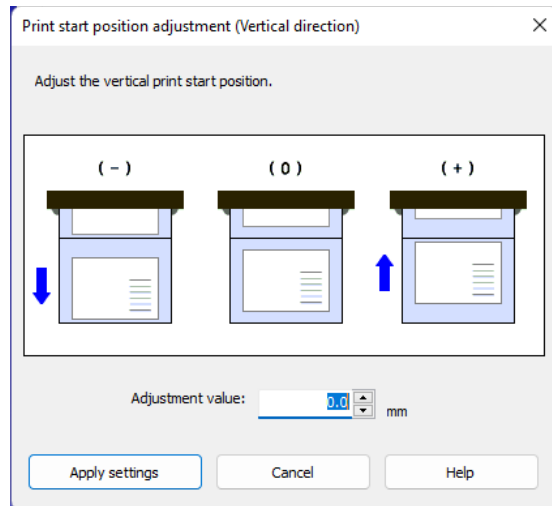 Print start position adjustment (Vertical direction)
Adjust the vertical print start position.
( - ) ( 0 ) ( + )
Adjustment value: 0.0 mm
Apply settings Cancel Help